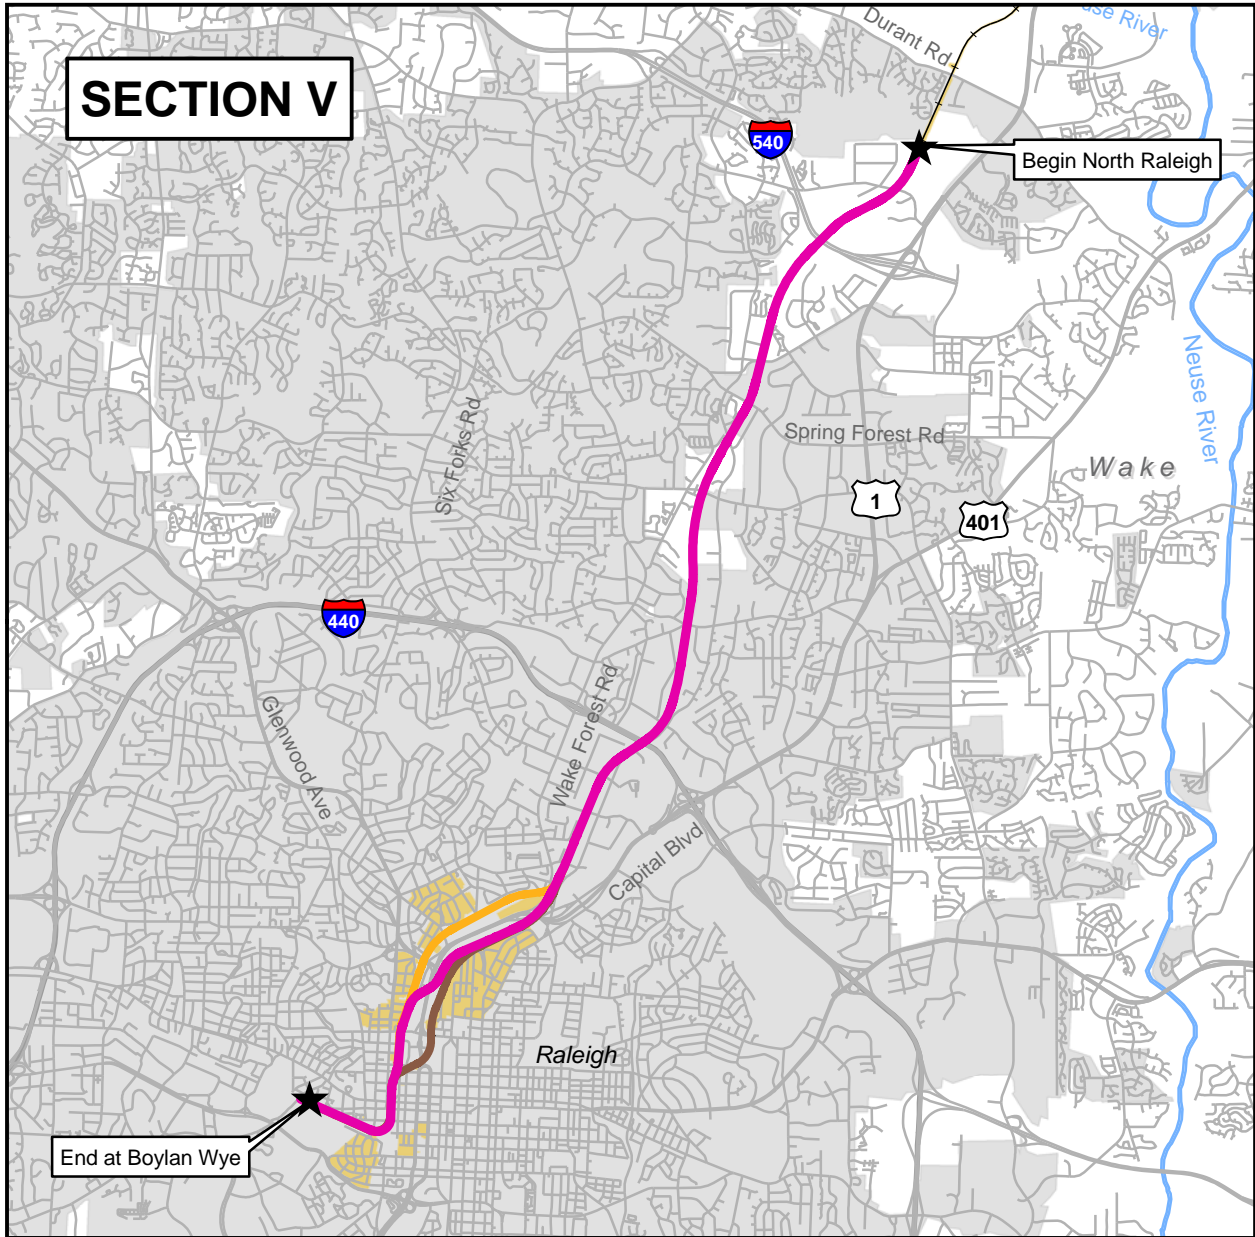 Durant Rd
use River
SECTION V
540
Begin North Raleigh
Neuse River
Six Forks Rd
Spring Forest Rd
Wake
1
401
440
Glenwood Ave
Wake Forest Rd
Capital Blvd
Raleigh
End at Boylan Wye